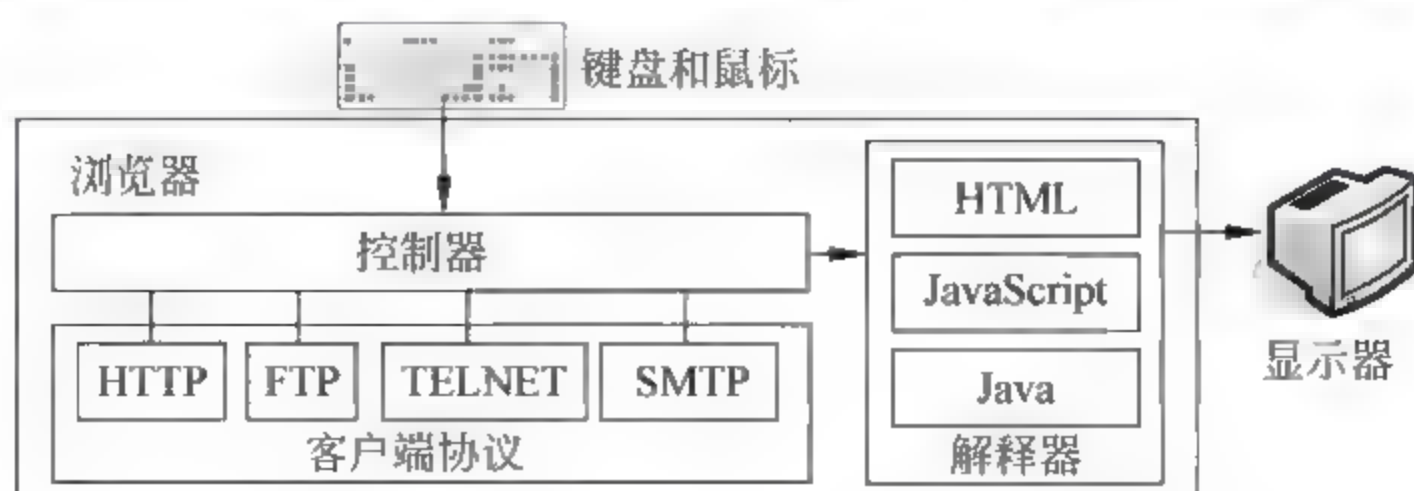 键盘和鼠标
浏览器
控制器
HTTP FTP TELNET SMTP
客户端协议
HTML
JavaScript
Java
解释器
显示器